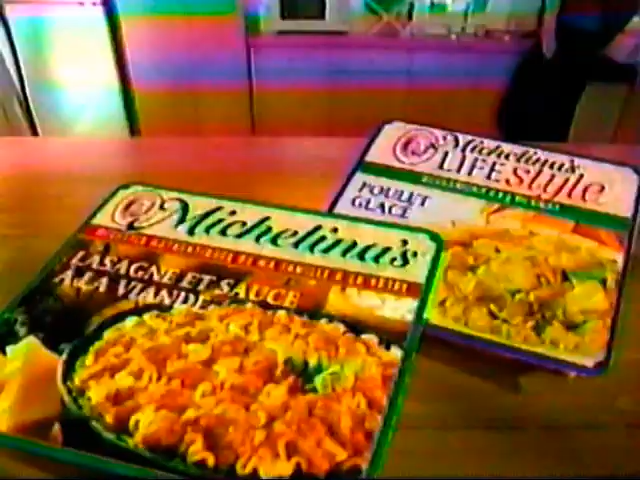 Michelina's
LASAGNE ET SAUCE
À LA VIANDE
Michelina's
LIFEStyle
POULET
GLACÉ